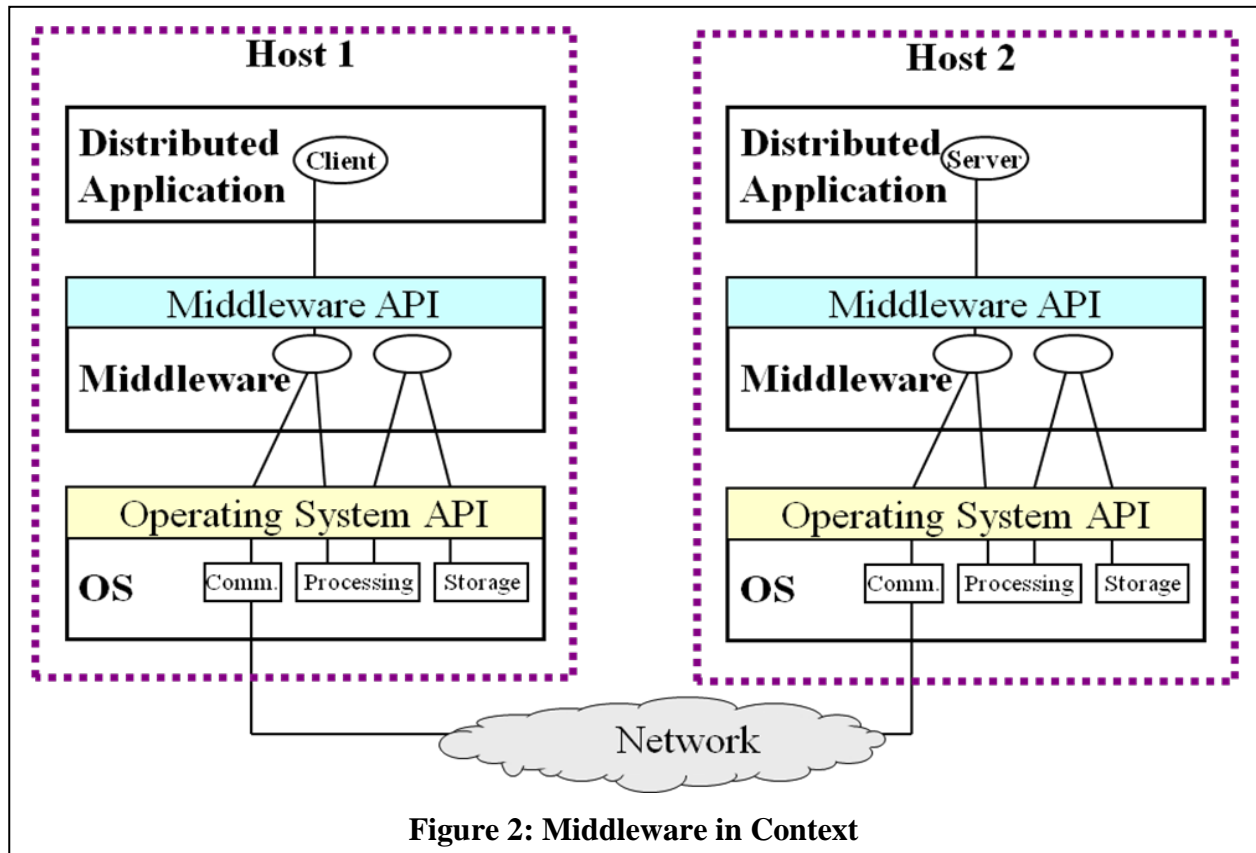 Host 1
Distributed
Application
Client
Middleware API
Middleware
Operating System API
OS
Comm.
Processing
Storage
Host 2
Distributed
Application
Server
Middleware API
Middleware
Operating System API
OS
Comm.
Processing
Storage
Network
Figure 2: Middleware in Context